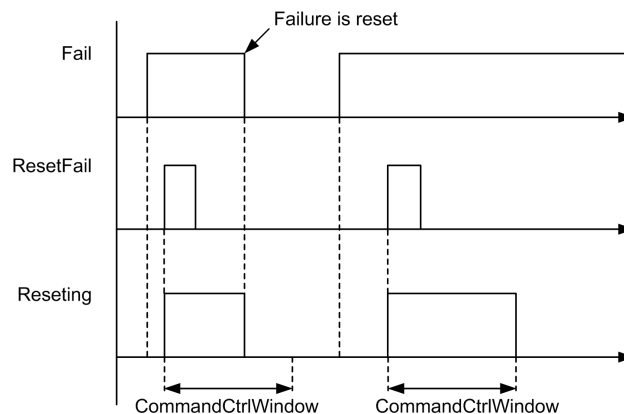 Failure is reset
Fail
ResetFail
Reseting
CommandCtrlWindow
CommandCtrlWindow